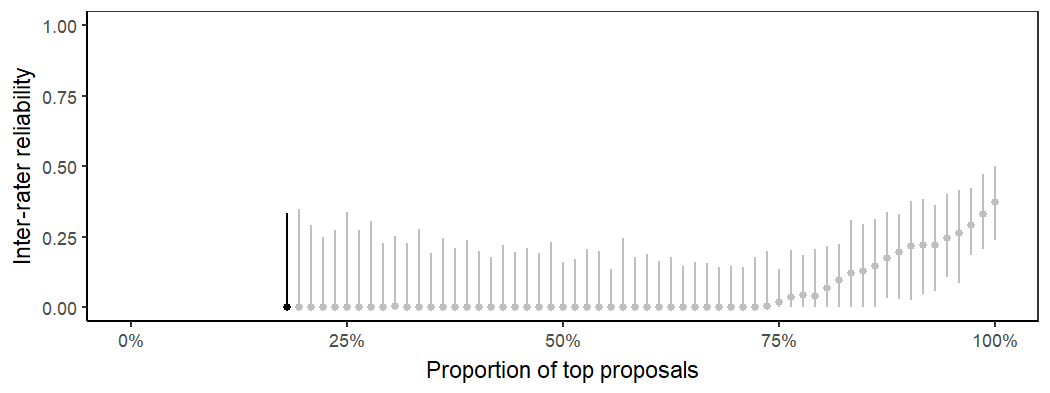 1.00
0.75
0.50
0.25
0.00
Inter-rater reliability
0% 25% 50% 75% 100%
Proportion of top proposals